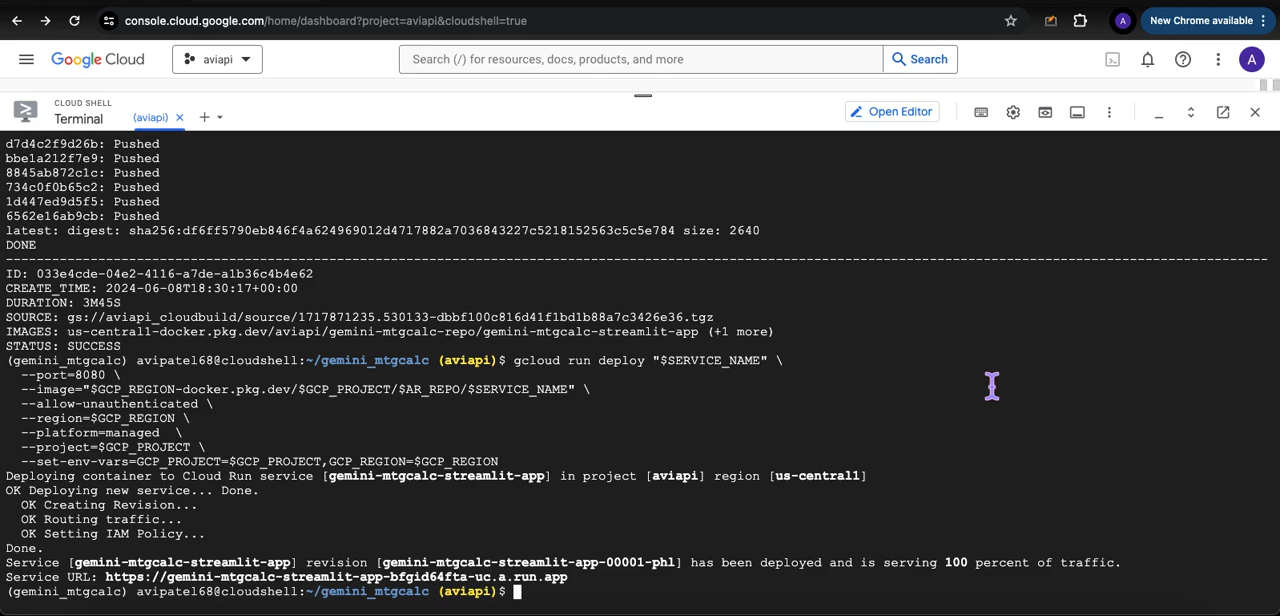 console.cloud.google.com/home/dashboard?project=aviapi&cloudshell=true
A
New Chrome available
Google Cloud
aviapi
Search (/) for resources, docs, products, and more
Search
A
CLOUD SHELL
Terminal
(aviapi)
Open Editor
d7d4c2f9d26b: Pushed
bbe1a212f7e9: Pushed
8845ab872c1c: Pushed
734c0f0b65c2: Pushed
1d447ed9d5f5: Pushed
6562e16ab9cb: Pushed
latest: digest: sha256:df6ff5790eb846f4a624969012d4717882a7036843227c5218152563c5c5e784 size: 2640
DONE
ID: 033e4cde-04e2-4116-a7de-a1b36c4b4e62
CREATE_TIME: 2024-06-08T18:30:17+00:00
DURATION: 3M45S
SOURCE: gs://aviapi_cloudbuild/source/1717871235.530133-dbbf100c816d41f1bd1b88a7c3426e36.tgz
IMAGES: us-central1-docker.pkg.dev/aviapi/gemini-mtgcalc-repo/gemini-mtgcalc-streamlit-app (+1 more)
STATUS: SUCCESS
(gemini_mtgcalc) avipatel68@cloudshell:~/gemini_mtgcalc (aviapi)$ gcloud run deploy "$SERVICE_NAME" \
--port=8080 \
--image="$GCP_REGION-docker.pkg.dev/$GCP_PROJECT/$AR_REPO/$SERVICE_NAME" \
--allow-unauthenticated \
--region=$GCP_REGION \
--platform=managed  \
--project=$GCP_PROJECT \
--set-env-vars=GCP_PROJECT=$GCP_PROJECT,GCP_REGION=$GCP_REGION
Deploying container to Cloud Run service [gemini-mtgcalc-streamlit-app] in project [aviapi] region [us-central1]
OK Deploying new service... Done.
OK Creating Revision...
OK Routing traffic...
OK Setting IAM Policy...
Done.
Service [gemini-mtgcalc-streamlit-app] revision [gemini-mtgcalc-streamlit-app-00001-phl] has been deployed and is serving 100 percent of traffic.
Service URL: https://gemini-mtgcalc-streamlit-app-bfgid64fta-uc.a.run.app
(gemini_mtgcalc) avipatel68@cloudshell:~/gemini_mtgcalc (aviapi)$